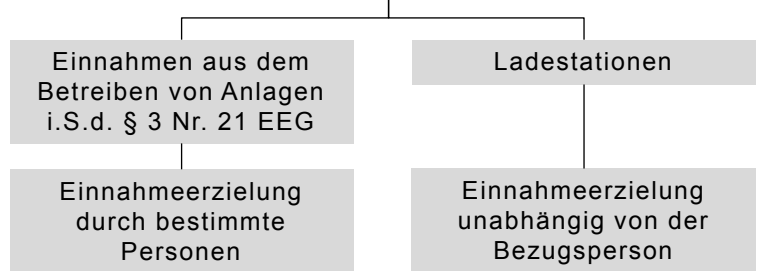 Einnahmen aus dem
Betreiben von Anlagen
i.S.d. § 3 Nr. 21 EEG
Ladestationen
Einnahmeerzielung
durch bestimmte
Personen
Einnahmeerzielung
unabhängig von der
Bezugsperson